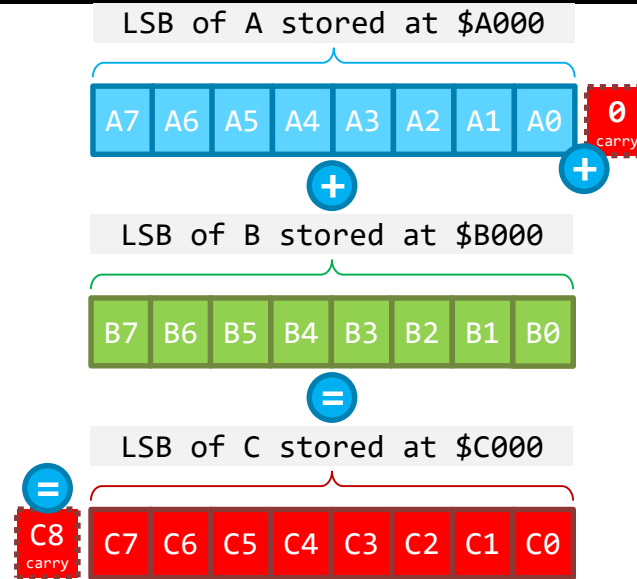 LSB of A stored at $A000
A7 A6 A5 A4 A3 A2 A1 A0 0
carry
+ +
LSB of B stored at $B000
B7 B6 B5 B4 B3 B2 B1 B0
=
LSB of C stored at $C000
=
C8 C7 C6 C5 C4 C3 C2 C1 C0
carry